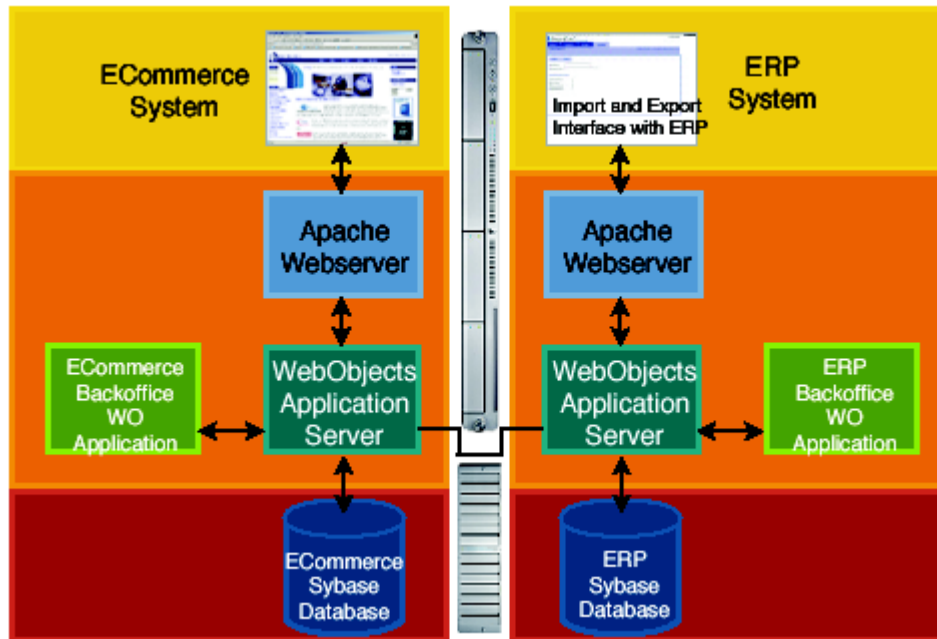 ECommerce
System
ERP
System
Import and Export
Interface with ERP
Apache
Webserver
Apache
Webserver
ECommerce
Backoffice
WO
Application
WebObjects
Application
Server
WebObjects
Application
Server
ERP
Backoffice
WO
Application
ECommerce
Sybase
Database
ERP
Sybase
Database